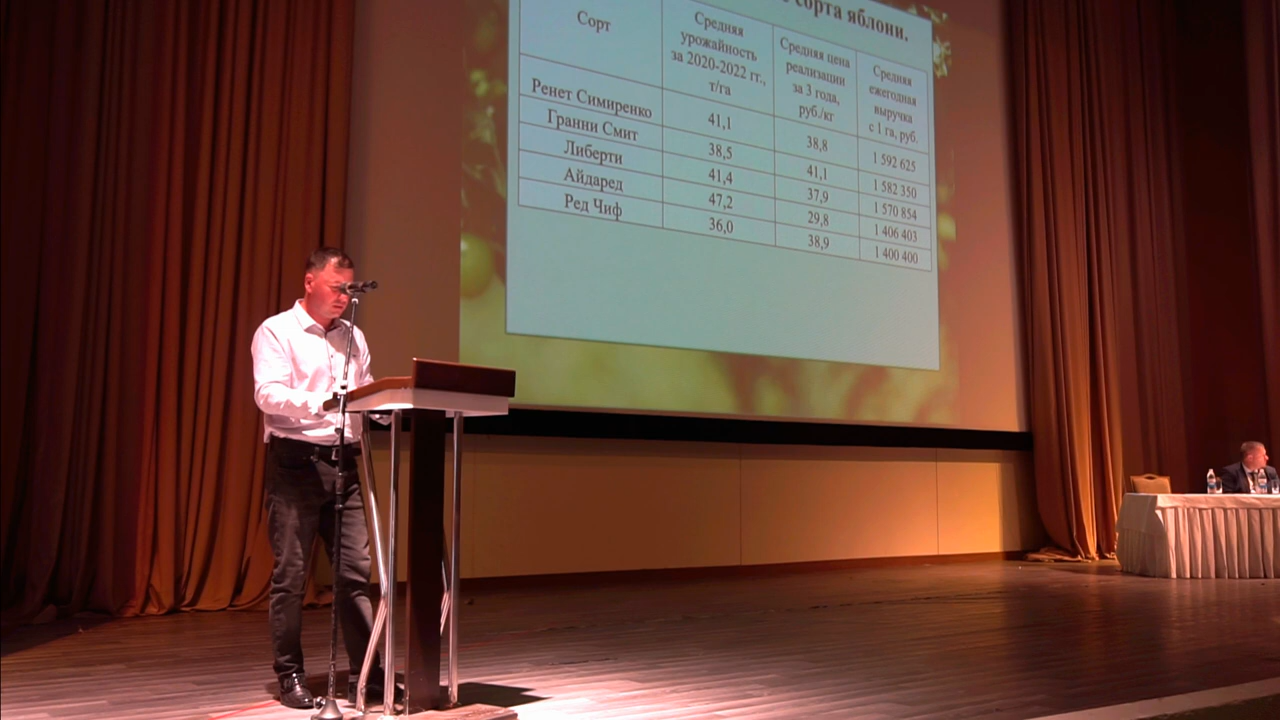 сорта яблони.
Сорт
Средняя
урожайность
за 2020-2022 гг.,
т/га
Средняя цена
реализации
за 3 года,
руб./кг
Средняя
ежегодная
выручка
с 1 га, руб.
Ренет Симиренко 41,1 38,8 1 592 625
Гранни Смит 38,5 41,1 1 582 350
Либерти 41,4 37,9 1 570 854
Айдаред 47,2 29,8 1 406 403
Ред Чиф 36,0 38,9 1 400 400